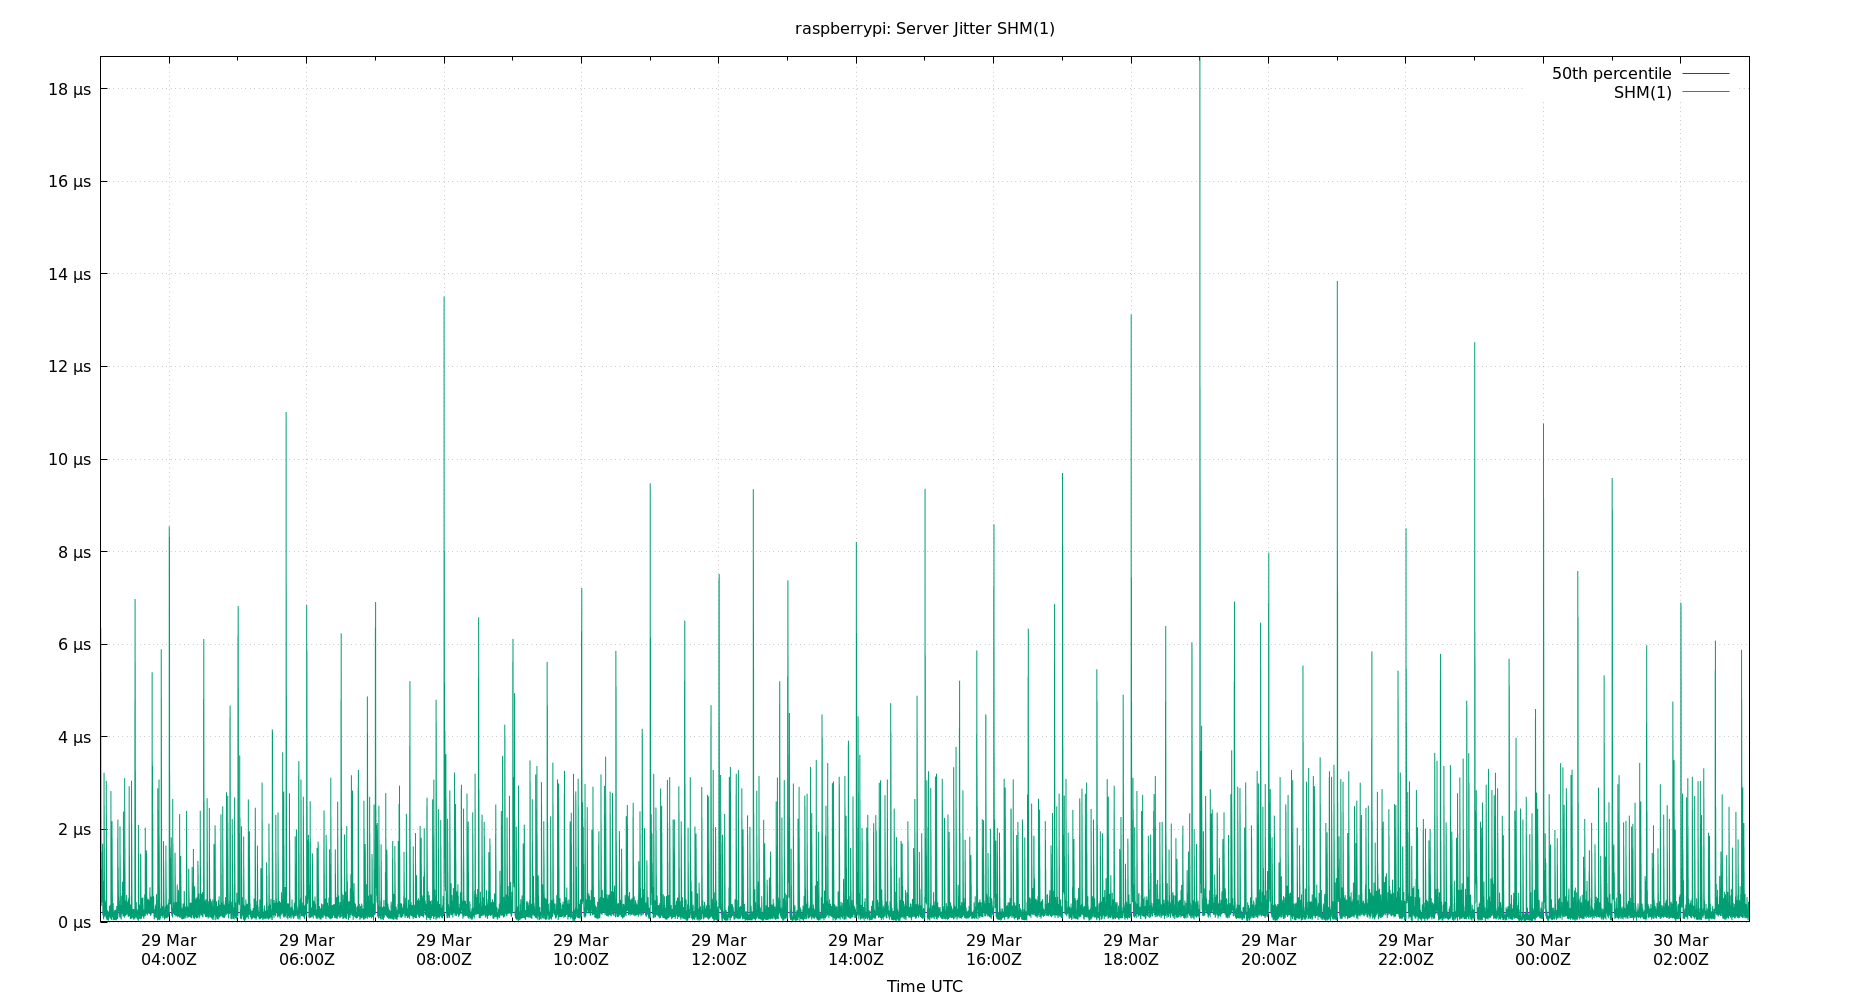 raspberrypi: Server Jitter SHM(1)
50th percentile
SHM(1)
18 µs
16 µs
14 µs
12 µs
10 µs
8 µs
6 µs
4 µs
2 µs
0 µs
29 Mar 29 Mar 29 Mar 29 Mar 29 Mar 29 Mar 29 Mar 29 Mar 29 Mar 29 Mar 30 Mar 30 Mar
04:00Z 06:00Z 08:00Z 10:00Z 12:00Z 14:00Z 16:00Z 18:00Z 20:00Z 22:00Z 00:00Z 02:00Z
Time UTC